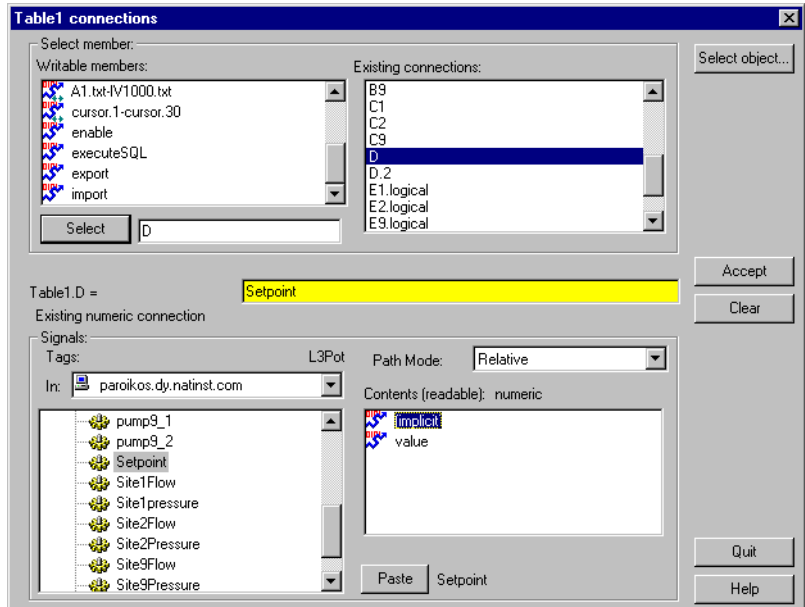 Table1 connections
Select member:
Writable members:
A1.txt-IV1000.txt
cursor.1-cursor.30
enable
executeSQL
export
import
Select
D
Existing connections:
B9
C1
C2
C9
D
D.2
E1.logical
E2.logical
E9.logical
Select object...
Table1.D =
Setpoint
Existing numeric connection
Accept
Clear
Signals:
Tags:
L3Pot
In:
paroikos.dy.natinst.com
pump9_1
pump9_2
Setpoint
Site1Flow
Site1pressure
Site2Flow
Site2Pressure
Site9Flow
Site9Pressure
Path Mode:
Relative
Contents (readable): numeric
implicit
value
Paste
Setpoint
Quit
Help